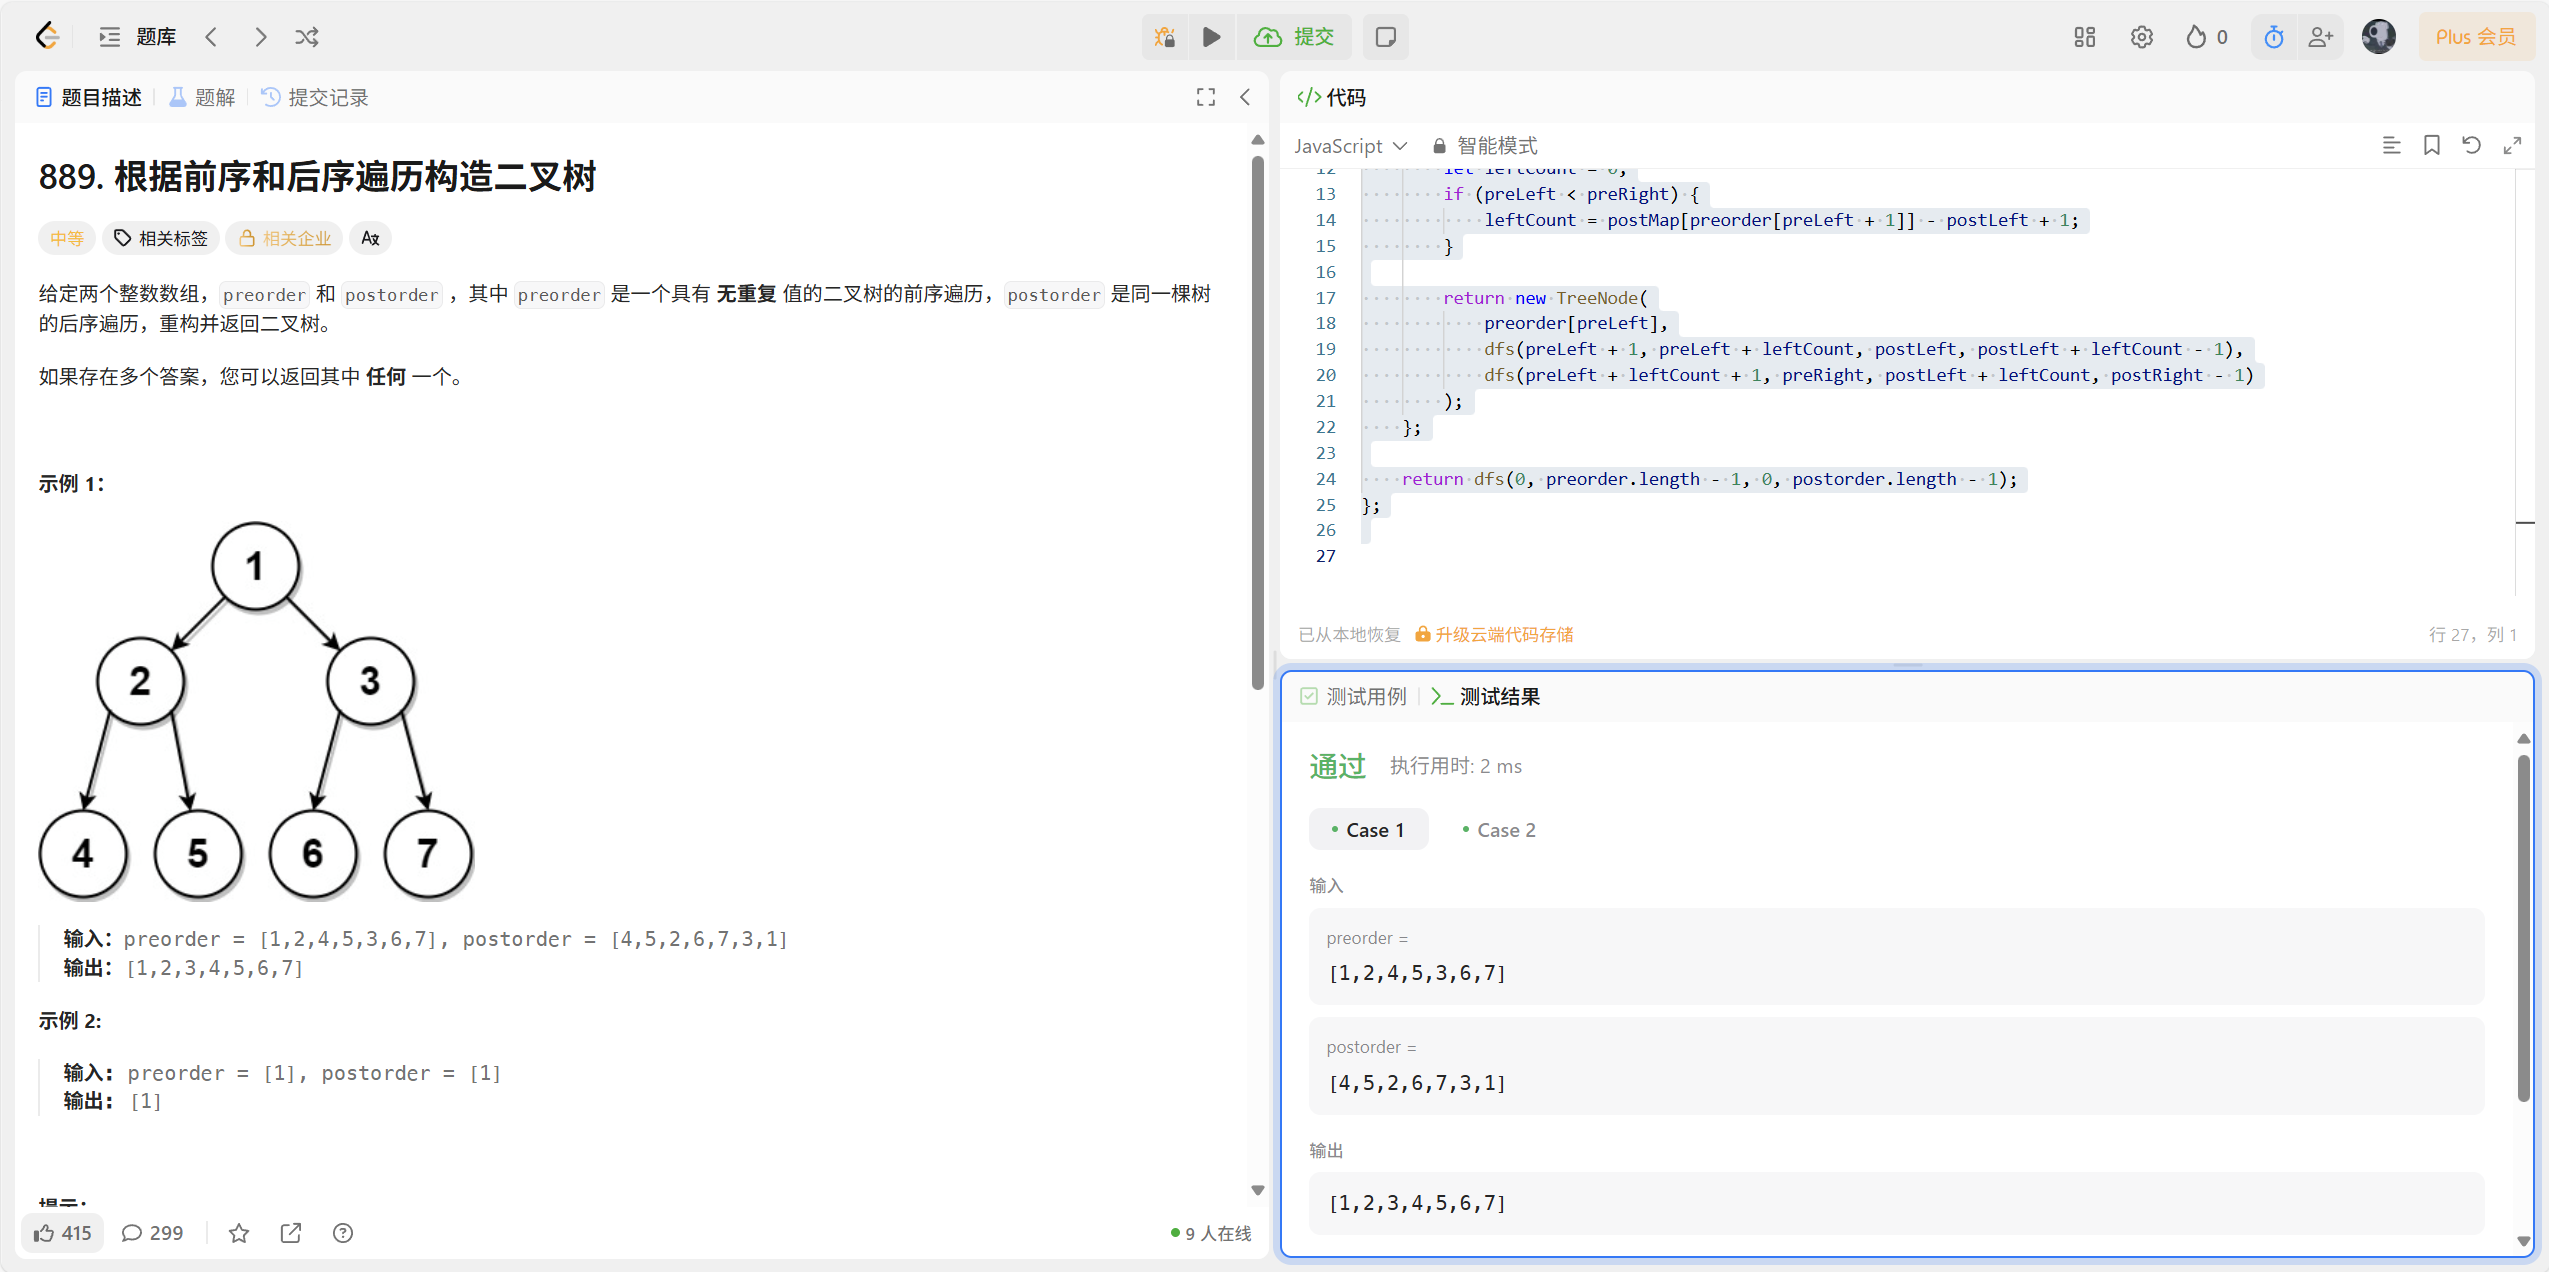 题库
提交
0
Plus 会员
题目描述
题解
提交记录
889. 根据前序和后序遍历构造二叉树
中等
相关标签
相关企业
给定两个整数数组，preorder 和 postorder ，其中 preorder 是一个具有 无重复 值的二叉树的前序遍历，postorder 是同一棵树
的后序遍历，重构并返回二叉树。
如果存在多个答案，您可以返回其中 任何 一个。
示例 1：
1
2 3
4 5 6 7
输入：preorder = [1,2,4,5,3,6,7], postorder = [4,5,2,6,7,3,1]
输出：[1,2,3,4,5,6,7]
示例 2:
输入: preorder = [1], postorder = [1]
输出: [1]
提示：
415
299
9 人在线
</> 代码
JavaScript
智能模式
12 let leftCount = 0;
13 if (preLeft < preRight) {
14 leftCount = postMap[preorder[preLeft + 1]] - postLeft + 1;
15 }
16
17 return new TreeNode(
18 preorder[preLeft],
19 dfs(preLeft + 1, preLeft + leftCount, postLeft, postLeft + leftCount - 1),
20 dfs(preLeft + leftCount + 1, preRight, postLeft + leftCount, postRight - 1)
21 );
22 };
23
24 return dfs(0, preorder.length - 1, 0, postorder.length - 1);
25 };
26
27
已从本地恢复
升级云端代码存储
行 27，列 1
测试用例
测试结果
通过
执行用时: 2 ms
Case 1
Case 2
输入
preorder =
[1,2,4,5,3,6,7]
postorder =
[4,5,2,6,7,3,1]
输出
[1,2,3,4,5,6,7]